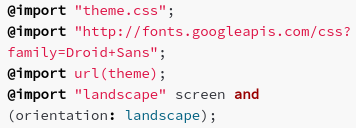 @import "theme.css";
@import "http://fonts.googleapis.com/css?
family=Droid+Sans";
@import url(theme);
@import "landscape" screen and
(orientation: landscape);